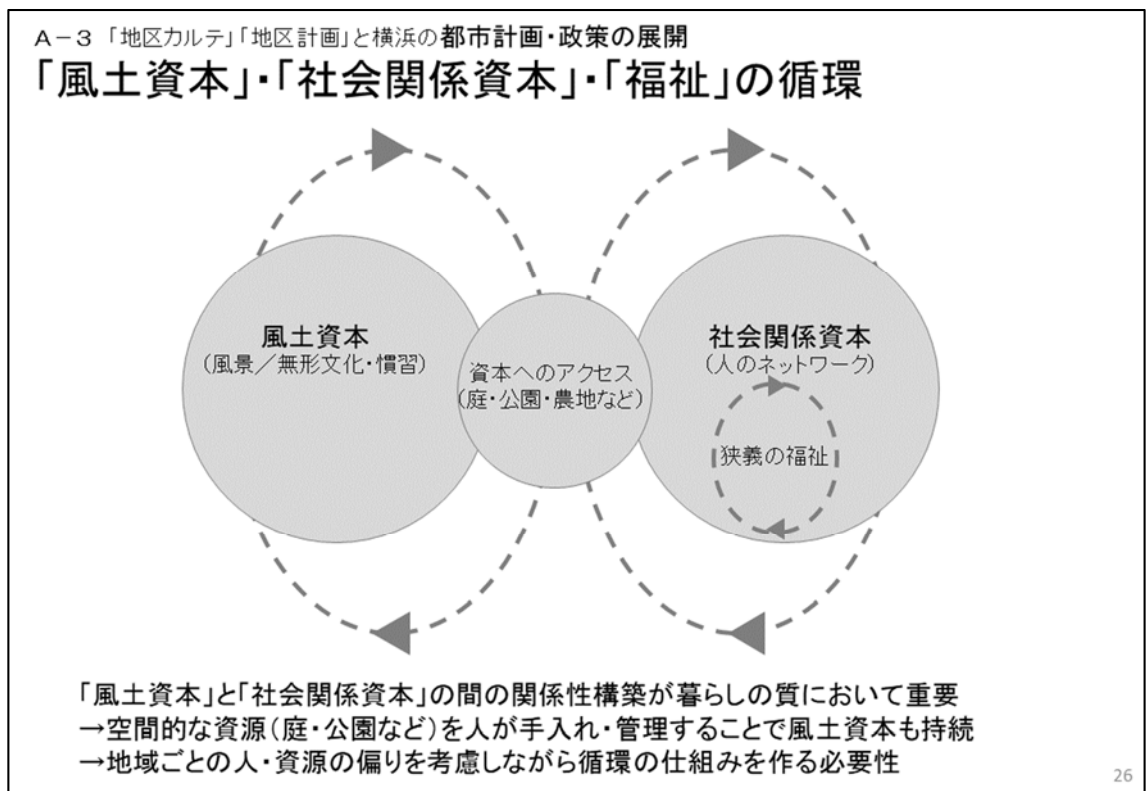 A－3 「地区カルテ」「地区計画」と横浜の都市計画・政策の展開
「風土資本」・「社会関係資本」・「福祉」の循環
風土資本
(風景／無形文化・慣習)
資本へのアクセス
(庭・公園・農地など)
社会関係資本
(人のネットワーク)
狭義の福祉
「風土資本」と「社会関係資本」の間の関係性構築が暮らしの質において重要
→空間的な資源(庭・公園など)を人が手入れ・管理することで風土資本も持続
→地域ごとの人・資源の偏りを考慮しながら循環の仕組みを作る必要性
26